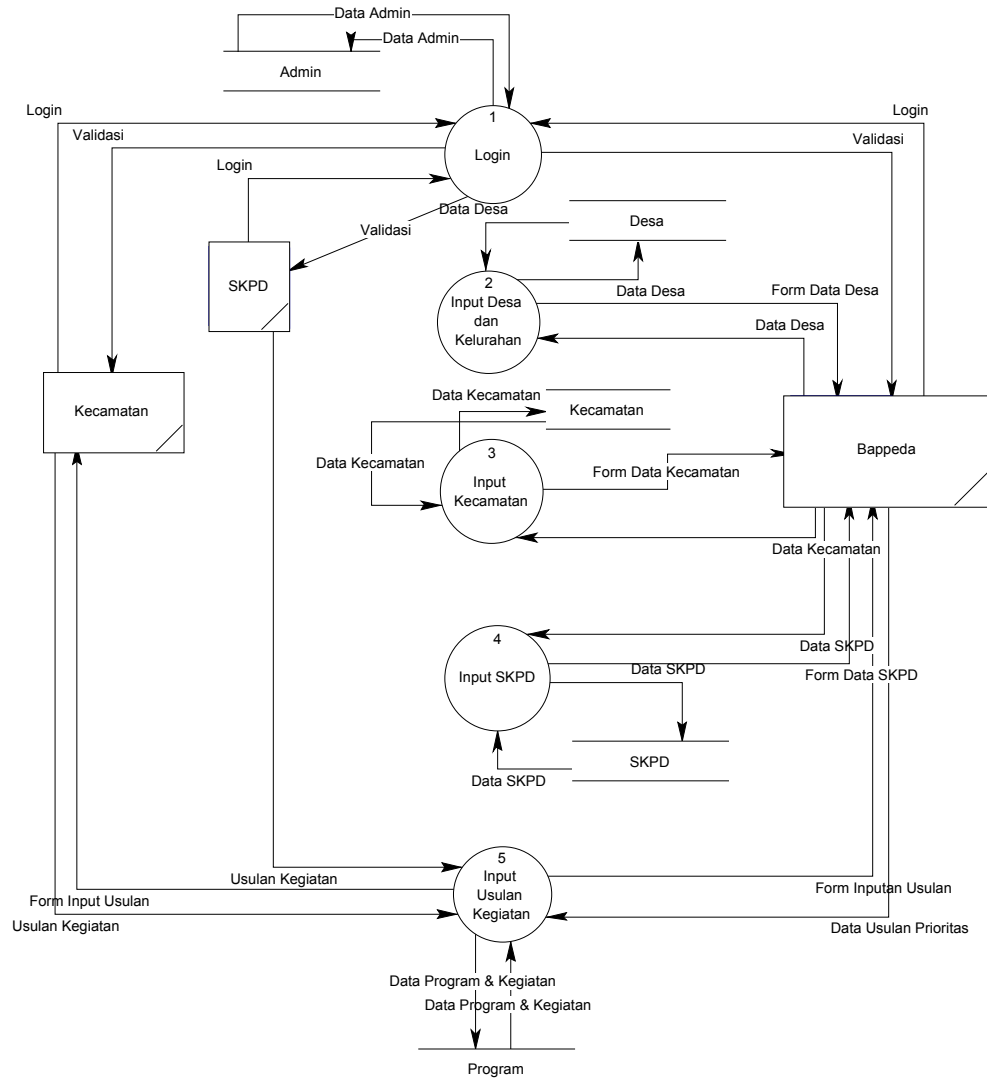 Data Admin
Data Admin
Admin
Login
Login
1
Validasi
Validasi
Login
Login
Data Desa
Desa
Validasi
2
SKPD
Input Desa
dan
Kelurahan
Data Desa
Form Data Desa
Data Desa
Data Kecamatan
Kecamatan
Kecamatan
Bappeda
3
Data Kecamatan
Input
Kecamatan
Form Data Kecamatan
Data Kecamatan
4
Data SKPD
Input SKPD
Data SKPD
Form Data SKPD
SKPD
Data SKPD
5
Input
Usulan
Kegiatan
Usulan Kegiatan
Form Inputan Usulan
Form Input Usulan
Usulan Kegiatan
Data Usulan Prioritas
Data Program & Kegiatan
Data Program & Kegiatan
Program